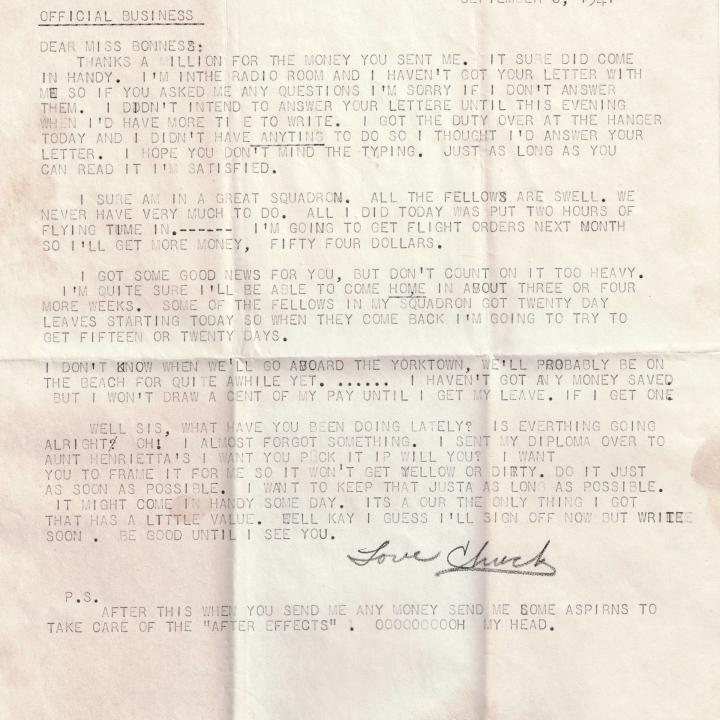 SEPTEMBER 6, 1941
OFFICIAL BUSINESS
DEAR MISS BONNESS:
THANKS A MILLION FOR THE MONEY YOU SENT ME. IT SURE DID COME
IN HANDY. I'M INTHE RADIO ROOM AND I HAVEN'T GOT YOUR LETTER WITH
ME SO IF YOU ASKED ME ANY QUESTIONS I'M SORRY IF I DON'T ANSWER
THEM. I DIDN'T INTEND TO ANSWER YOUR LETTERE UNTIL THIS EVENING
WHEN I'D HAVE MORE TI E TO WRITE. I GOT THE DUTY OVER AT THE HANGER
TODAY AND I DIDN'T HAVE ANYTING TO DO SO I THOUGHT I'D ANSWER YOUR
LETTER. I HOPE YOU DON'T MIND THE TYPING. JUST AS LONG AS YOU
CAN READ IT I'M SATISFIED.
I SURE AM IN A GREAT SQUADRON. ALL THE FELLOWS ARE SWELL. WE
NEVER HAVE VERY MUCH TO DO. ALL I DID TODAY WAS PUT TWO HOURS OF
FLYING TUME IN.------ I'M GOING TO GET FLIGHT ORDERS NEXT MONTH
SO I'LL GET MORE MONEY, FIFTY FOUR DOLLARS.
I GOT SOME GOOD NEWS FOR YOU, BUT DON'T COUNT ON IT TOO HEAVY.
I'M QUITE SURE I'LL BE ABLE TO COME HOME IN ABOUT THREE OR FOUR
MORE WEEKS. SOME OF THE FELLOWS IN MY SQUADRON GOT TWENTY DAY
LEAVES STARTING TODAY SO WHEN THEY COME BACK I'M GOING TO TRY TO
GET FIFTEEN OR TWENTY DAYS.
I DON'T KNOW WHEN WE'LL GO ABOARD THE YORKTOWN, WE'LL PROBABLY BE ON
THE BEACH FOR QUITE AWHILE YET. ...... I HAVEN'T GOT ANY MONEY SAVED
BUT I WON'T DRAW A CENT OF MY PAY UNTIL I GET MY LEAVE. IF I GET ONE
WELL SIS, WHAT HAVE YOU BEEN DOING LATELY? IS EVERTHING GOING
ALRIGHT? OH! I ALMOST FORGOT SOMETHING. I SENT MY DIPLOMA OVER TO
AUNT HENRIETTA'S I WANT YOU PUCK IT IP WILL YOU? I WANT
YOU TO FRAME IT FOR ME SO IT WON'T GET YELLOW OR DIRTY. DO IT JUST
AS SOON AS POSSIBLE. I WANT TO KEEP THAT JUSTA AS LONG AS POSSIBLE.
IT MIGHT COME IN HANDY SOME DAY. ITS A OUR THE ONLY THING I GOT
THAT HAS A LITTLE VALUE. WELL KAY I GUESS I'LL SIGN OFF NOW BUT WRITEE
SOON . BE GOOD UNTIL I SEE YOU.
Love Chuck
P.S.
AFTER THIS WHEN YOU SEND ME ANY MONEY SEND ME SOME ASPIRNS TO
TAKE CARE OF THE "AFTER EFFECTS" . OOOOOOOOOH MY HEAD.